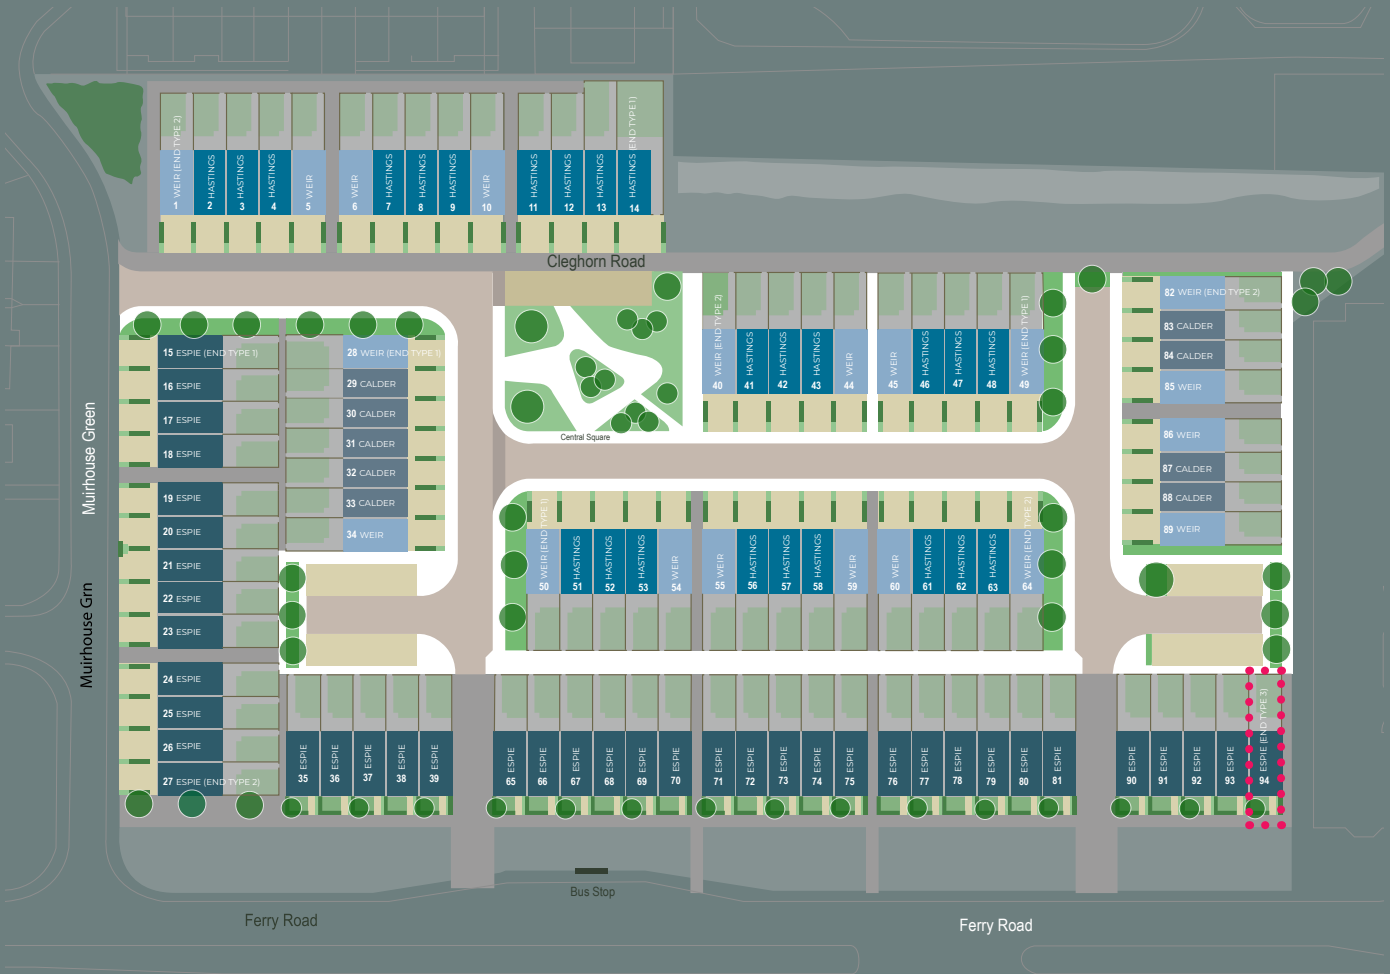 WEIR (END TYPE 2)
1
HASTINGS
2
HASTINGS
3
HASTINGS
4
WEIR
5
WEIR
6
HASTINGS
7
HASTINGS
8
HASTINGS
9
WEIR
10
HASTINGS
11
HASTINGS
12
HASTINGS
13
HASTINGS (END TYPE1)
14
Cleghorn Road
15 ESPIE (END TYPE 1)
16 ESPIE
17 ESPIE
18 ESPIE
19 ESPIE
20 ESPIE
21 ESPIE
22 ESPIE
23 ESPIE
24 ESPIE
25 ESPIE
26 ESPIE
27 ESPIE (END TYPE 2)
28 WEIR (END TYPE 1)
29 CALDER
30 CALDER
31 CALDER
32 CALDER
33 CALDER
34 WEIR
Muirhouse Green
Muirhouse Grn
Central Square
WEIR (END TYPE 2)
40
HASTINGS
41
HASTINGS
42
HASTINGS
43
WEIR
44
WEIR
45
HASTINGS
46
HASTINGS
47
HASTINGS
48
WEIR (END TYPE 1)
49
82 WEIR (END TYPE 2)
83 CALDER
84 CALDER
85 WEIR
86 WEIR
87 CALDER
88 CALDER
89 WEIR
WEIR (END TYPE 1)
50
HASTINGS
51
HASTINGS
52
HASTINGS
53
WEIR
54
WEIR
55
HASTINGS
56
HASTINGS
57
HASTINGS
58
WEIR
59
WEIR
60
HASTINGS
61
HASTINGS
62
HASTINGS
63
WEIR (END TYPE 2)
64
ESPIE
35
ESPIE
36
ESPIE
37
ESPIE
38
ESPIE
39
ESPIE
65
ESPIE
66
ESPIE
67
ESPIE
68
ESPIE
69
ESPIE
70
ESPIE
71
ESPIE
72
ESPIE
73
ESPIE
74
ESPIE
75
ESPIE
76
ESPIE
77
ESPIE
78
ESPIE
79
ESPIE
80
ESPIE
81
ESPIE
90
ESPIE
91
ESPIE
92
ESPIE
93
ESPIE (END TYPE 3)
94
Bus Stop
Ferry Road
Ferry Road